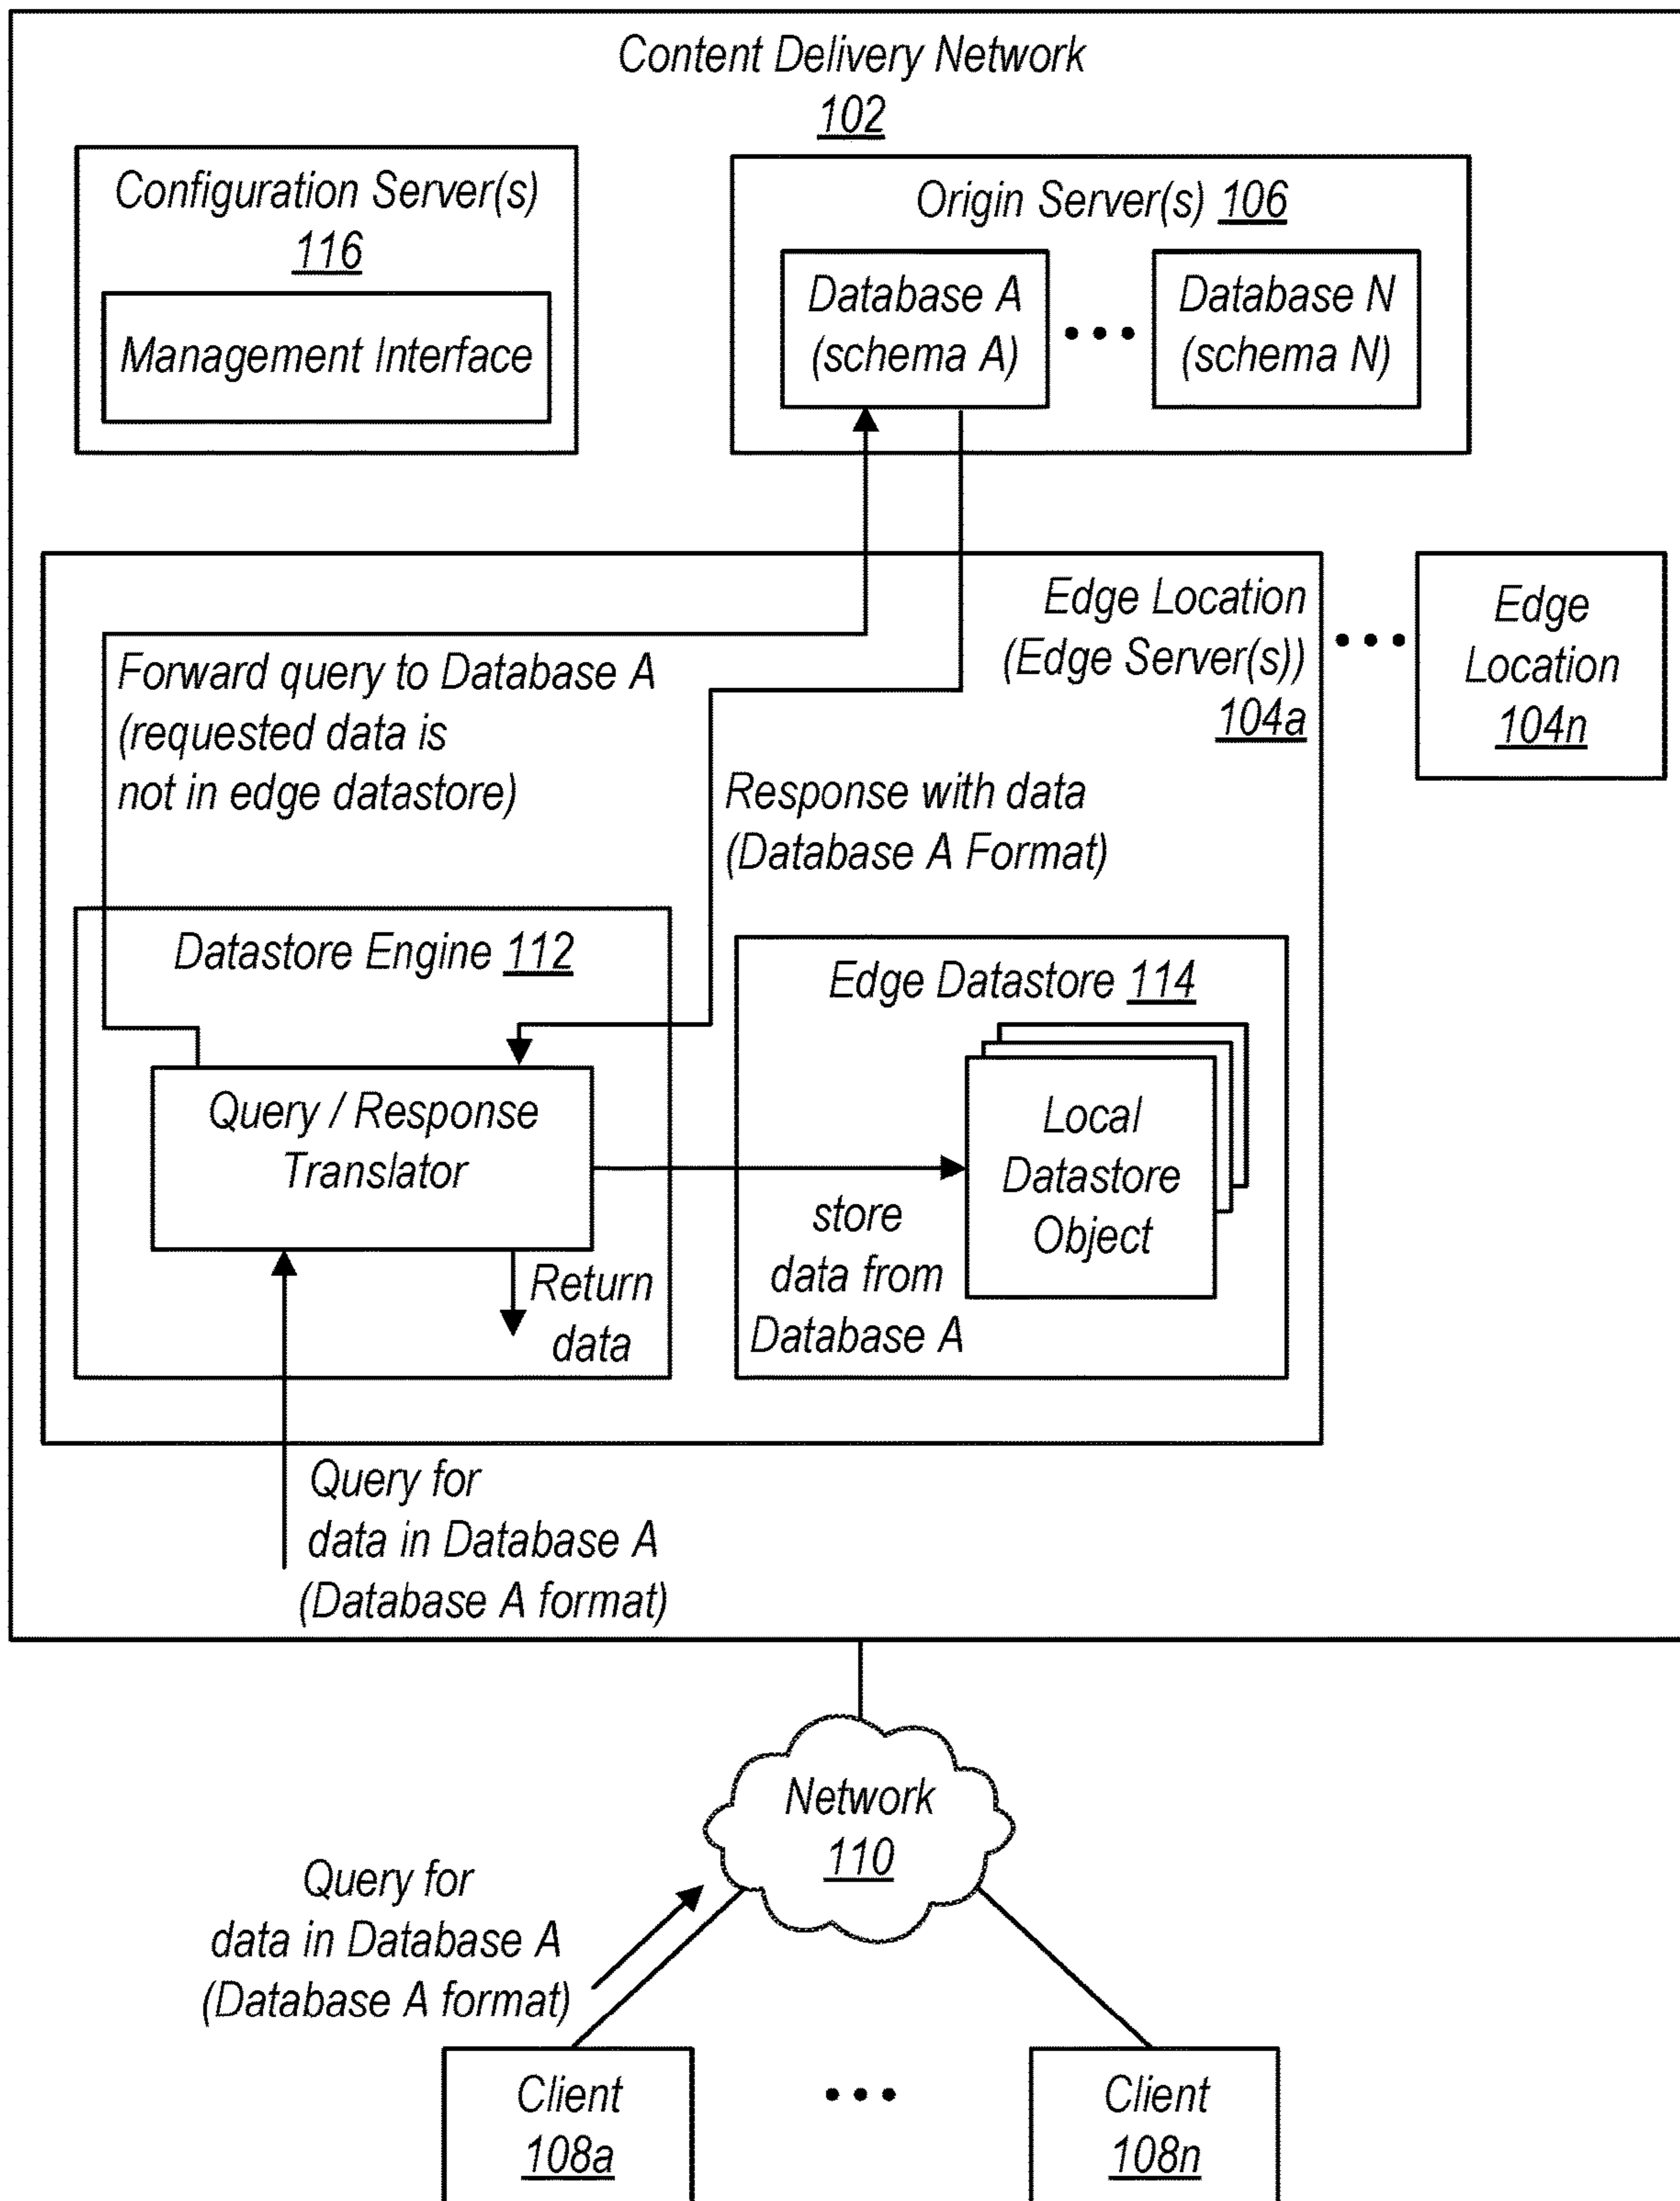 Content Delivery Network
102
Configuration Server(s)
116
Management Interface
Origin Server(s) 106
Database A
(schema A)
Database N
(schema N)
Edge Location
(Edge Server(s))
104a
Edge
Location
104n
Forward query to Database A
(requested data is
not in edge datastore)
Response with data
(Database A Format)
Datastore Engine 112
Query / Response
Translator
Return
data
Edge Datastore 114
Local
Datastore
Object
store
data from
Database A
Query for
data in Database A
(Database A format)
Network
110
Query for
data in Database A
(Database A format)
Client
108a
Client
108n